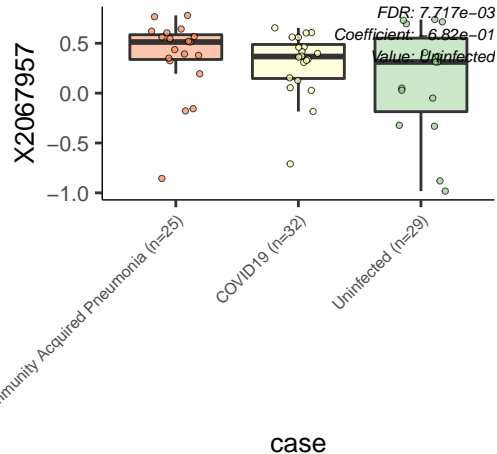 FDR: 7.717e−03
Coefficient: −6.82e−01
Value: Uninfected
X2067957
0.5
0.0
−0.5
−1.0
mmunity Acquired Pneumonia (n=25)
COVID19 (n=32)
Uninfected (n=29)
case